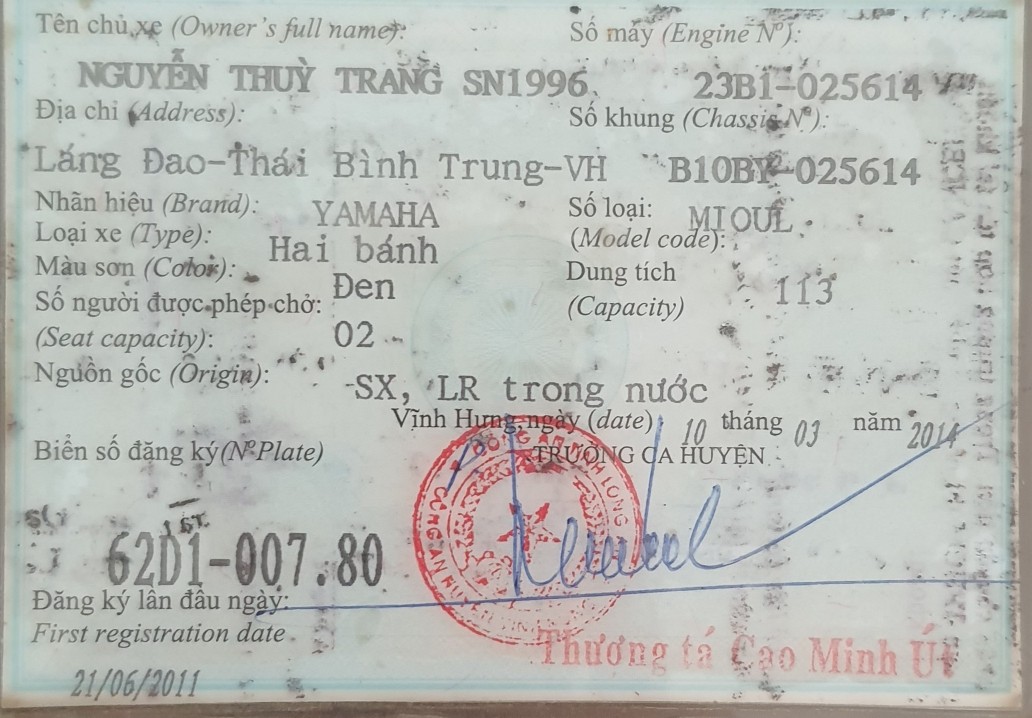 Tên chủ xe (Owner's full name):
Số máy (Engine Nº):
NGUYỄN THUỲ TRANG SN1996
23B1-025614
Địa chỉ (Address):
Số khung (Chassis Nº):
Láng Đao-Thái Bình Trung-VH
B10BY-025614
Nhãn hiệu (Brand): YAMAHA
Số loại: MIOUL
(Model code):
Loại xe (Type): Hai bánh
Màu sơn (Color): Đen
Dung tích 113
(Capacity)
Số người được phép chở:
(Seat capacity): 02
Nguồn gốc (Origin): SX, LR trong nước
Vĩnh Hưng, ngày (date) 10 tháng 03 năm 2014
Biển số đặng ký(Nº Plate)
TRƯỞNG CA HUYỆN
62D1-007.80
Đăng ký lần đầu ngày:
First registration date
Thượng tá Cao Minh Út
21/06/2011